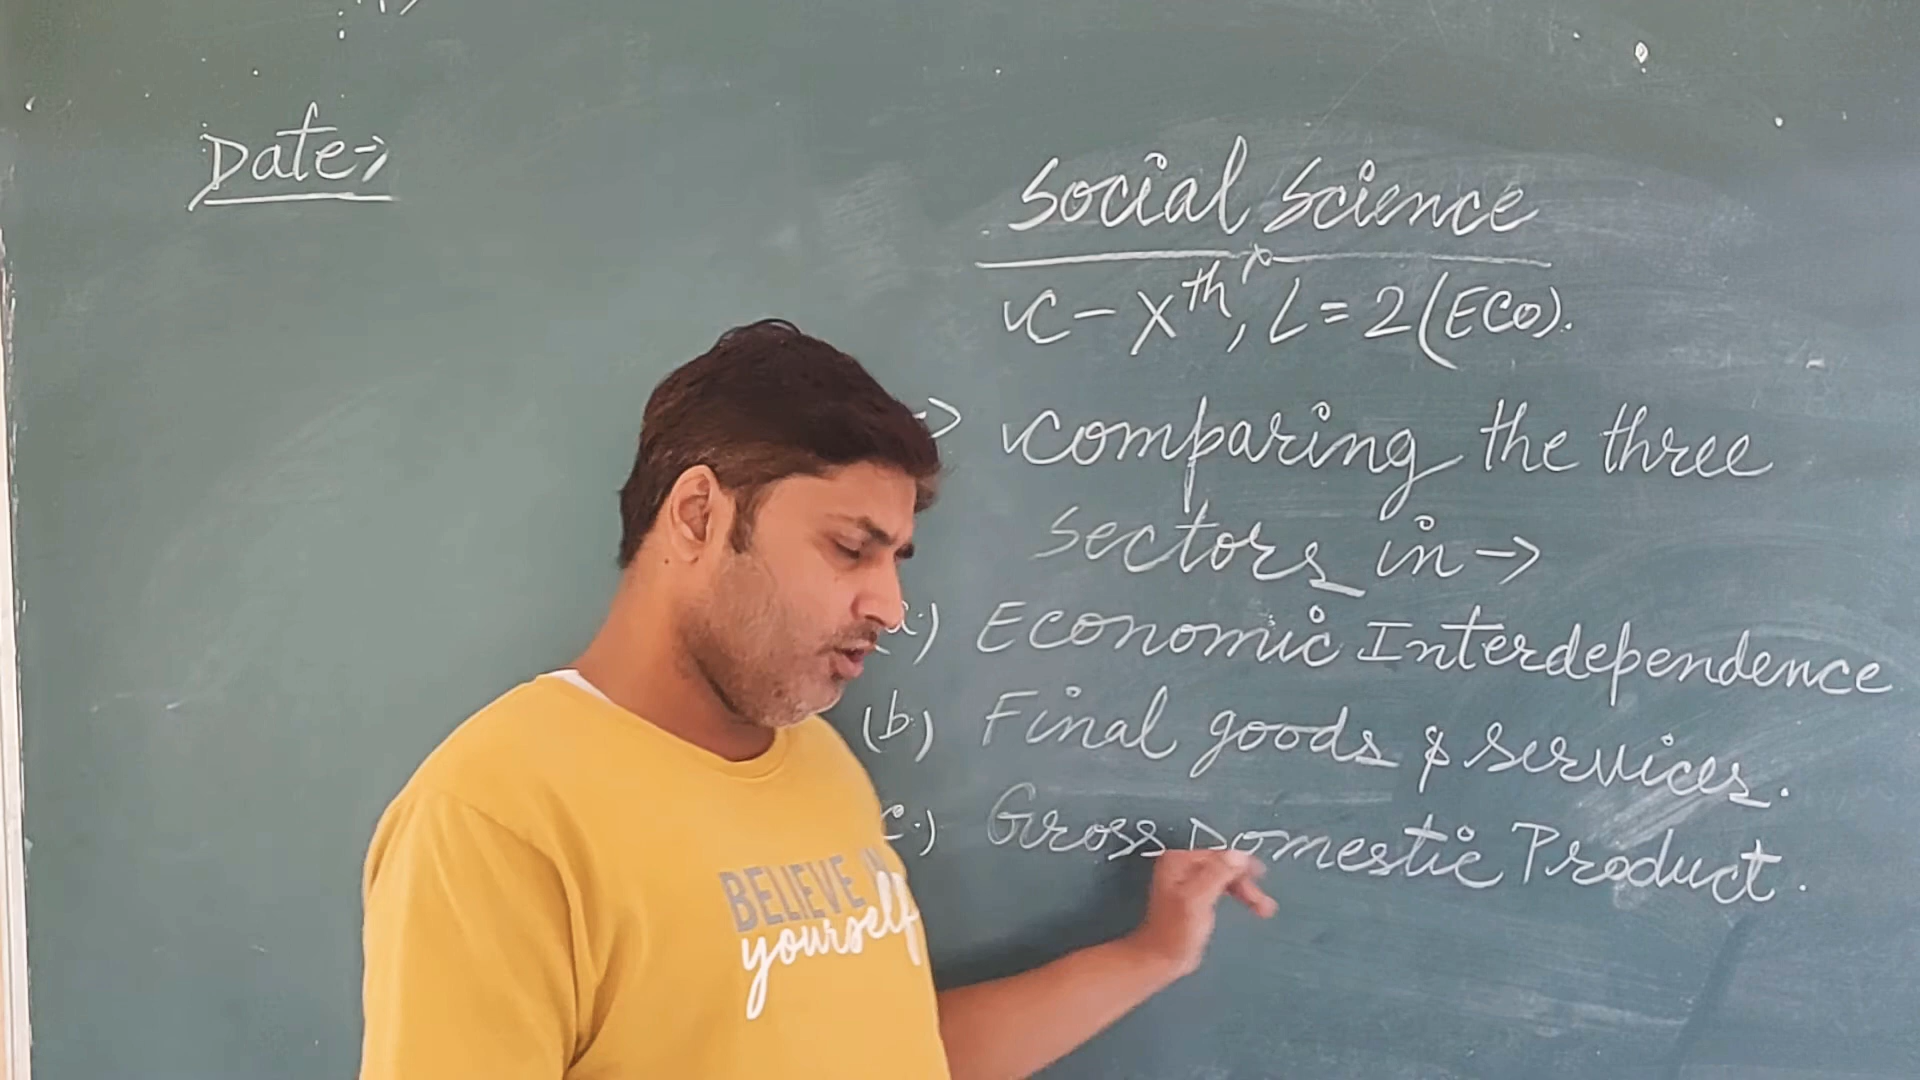 Date:→
Social Science
C - Xth, L = 2 (ECO).
→ comparing the three
sectors in →
a.) Economic Interdependence
(b.) Final goods & services.
c.) Gross Domestic Product.
BELIEVE IN
yourself